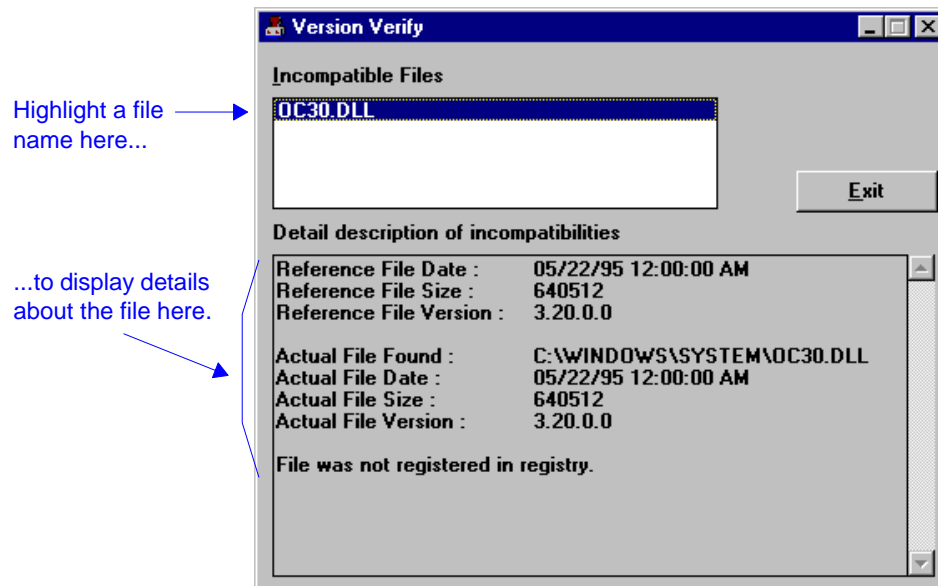 Version Verify
Incompatible Files
Highlight a file
name here...
OC30.DLL
Exit
Detail description of incompatibilities
...to display details
about the file here.
Reference File Date : 05/22/95 12:00:00 AM
Reference File Size : 640512
Reference File Version : 3.20.0.0
Actual File Found : C:\WINDOWS\SYSTEM\OC30.DLL
Actual File Date : 05/22/95 12:00:00 AM
Actual File Size : 640512
Actual File Version : 3.20.0.0
File was not registered in registry.